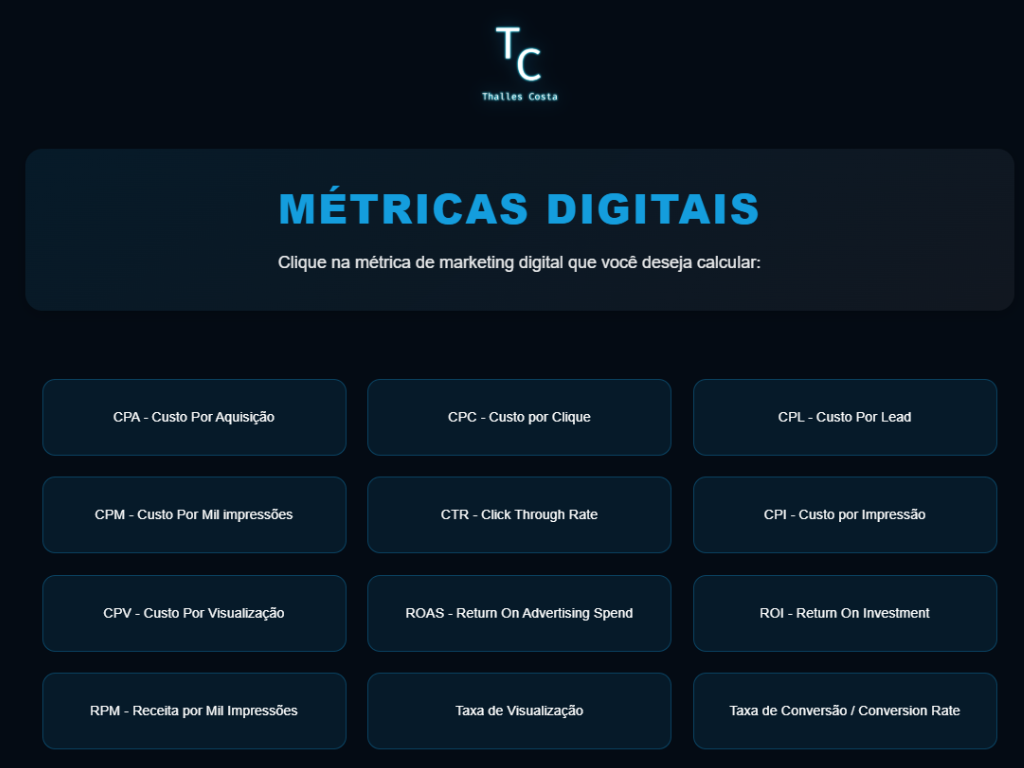 TC
Thalles Costa
MÉTRICAS DIGITAIS
Clique na métrica de marketing digital que você deseja calcular:
CPA - Custo Por Aquisição
CPC - Custo por Clique
CPL - Custo Por Lead
CPM - Custo Por Mil impressões
CTR - Click Through Rate
CPI - Custo por Impressão
CPV - Custo Por Visualização
ROAS - Return On Advertising Spend
ROI - Return On Investment
RPM - Receita por Mil Impressões
Taxa de Visualização
Taxa de Conversão / Conversion Rate